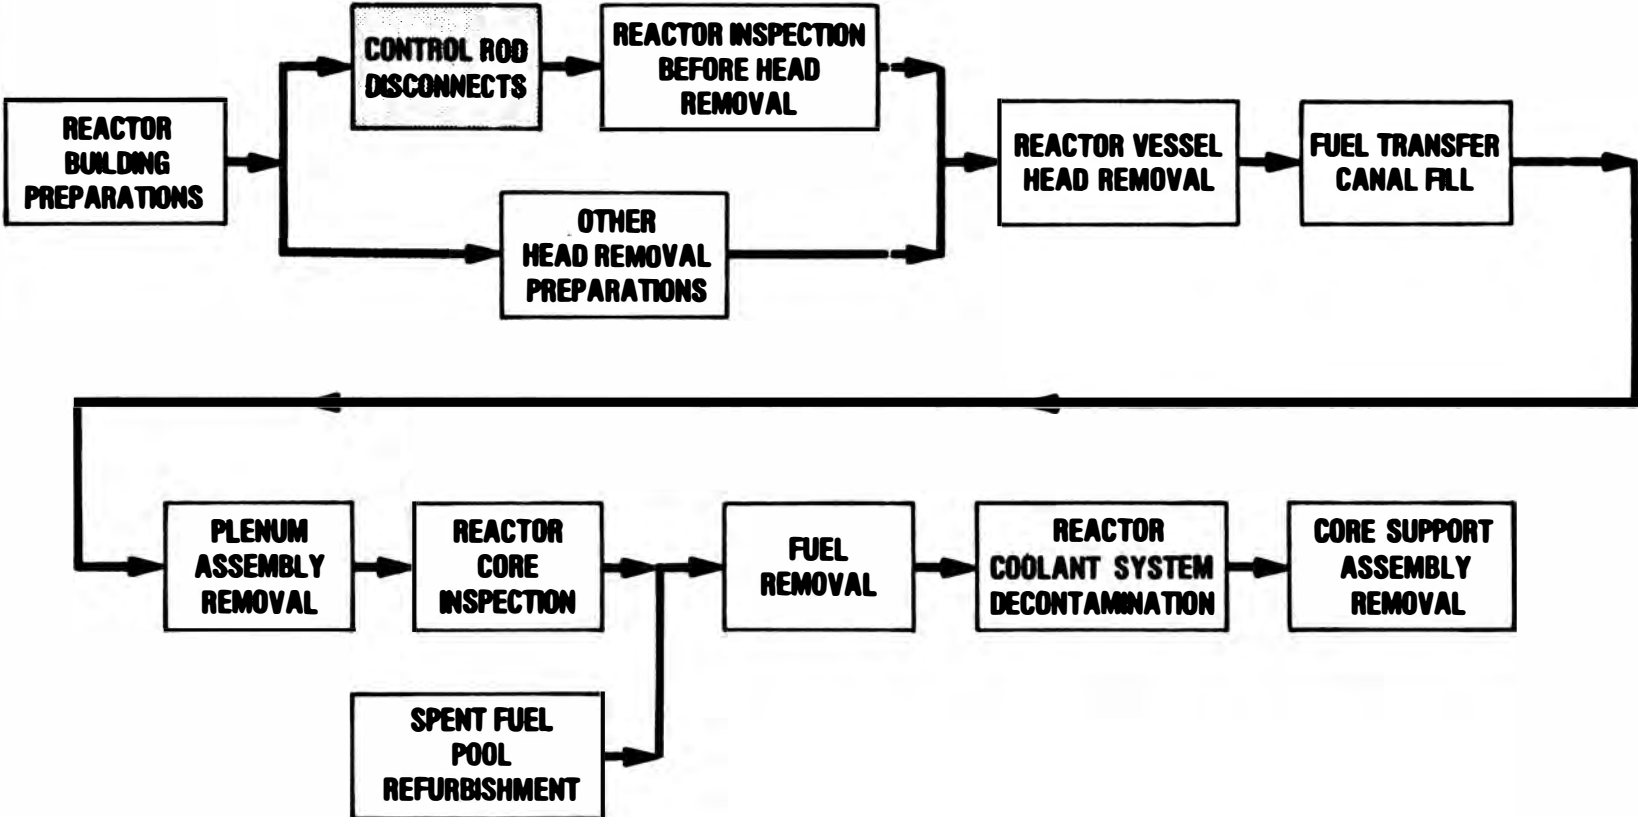 REACTOR
BUILDING
PREPARATIONS
CONTROL ROD
DISCONNECTS
REACTOR INSPECTION
BEFORE HEAD
REMOVAL
OTHER
HEAD REMOVAL
PREPARATIONS
REACTOR VESSEL
HEAD REMOVAL
FUEL TRANSFER
CANAL FILL
PLENUM
ASSEMBLY
REMOVAL
REACTOR
CORE
INSPECTION
SPENT FUEL
POOL
REFURBISHMENT
FUEL
REMOVAL
REACTOR
COOLANT SYSTEM
DECONTAMINATION
CORE SUPPORT
ASSEMBLY
REMOVAL